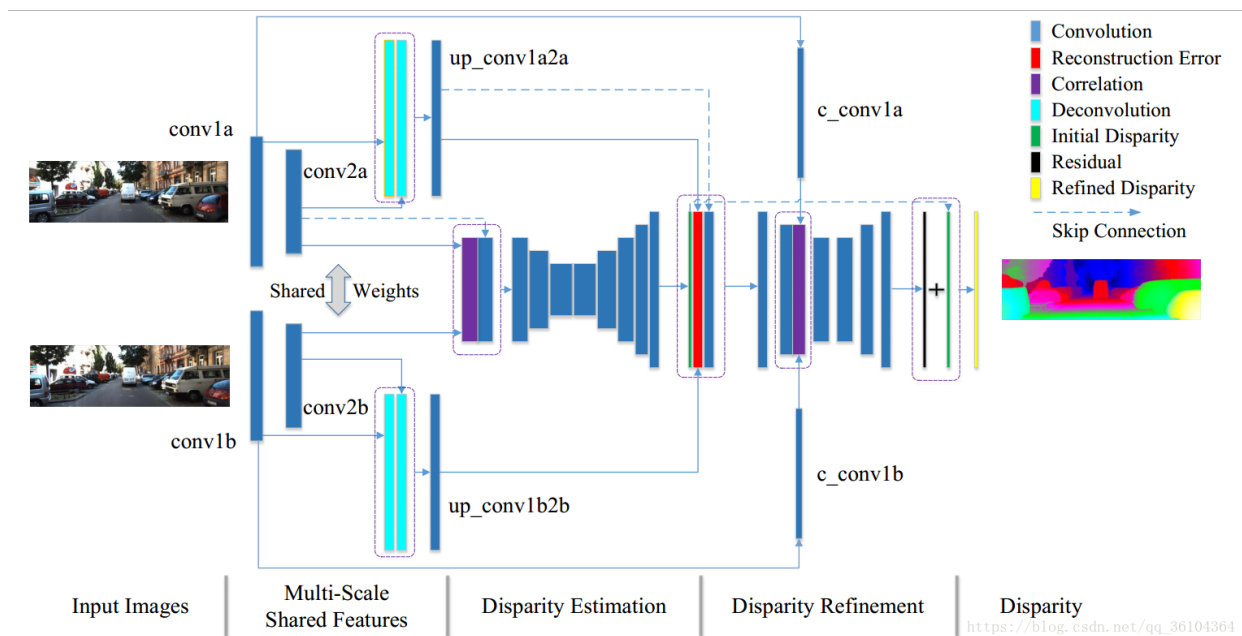 up_conv1a2a
Convolution
Reconstruction Error
Correlation
Deconvolution
Initial Disparity
Residual
Refined Disparity
Skip Connection
c_conv1a
conv1a
conv2a
Shared
Weights
+
conv2b
conv1b
up_conv1b2b
c_conv1b
Input Images
Multi-Scale
Shared Features
Disparity Estimation
Disparity Refinement
Disparity
https://blog.csdn.net/qq_36104364